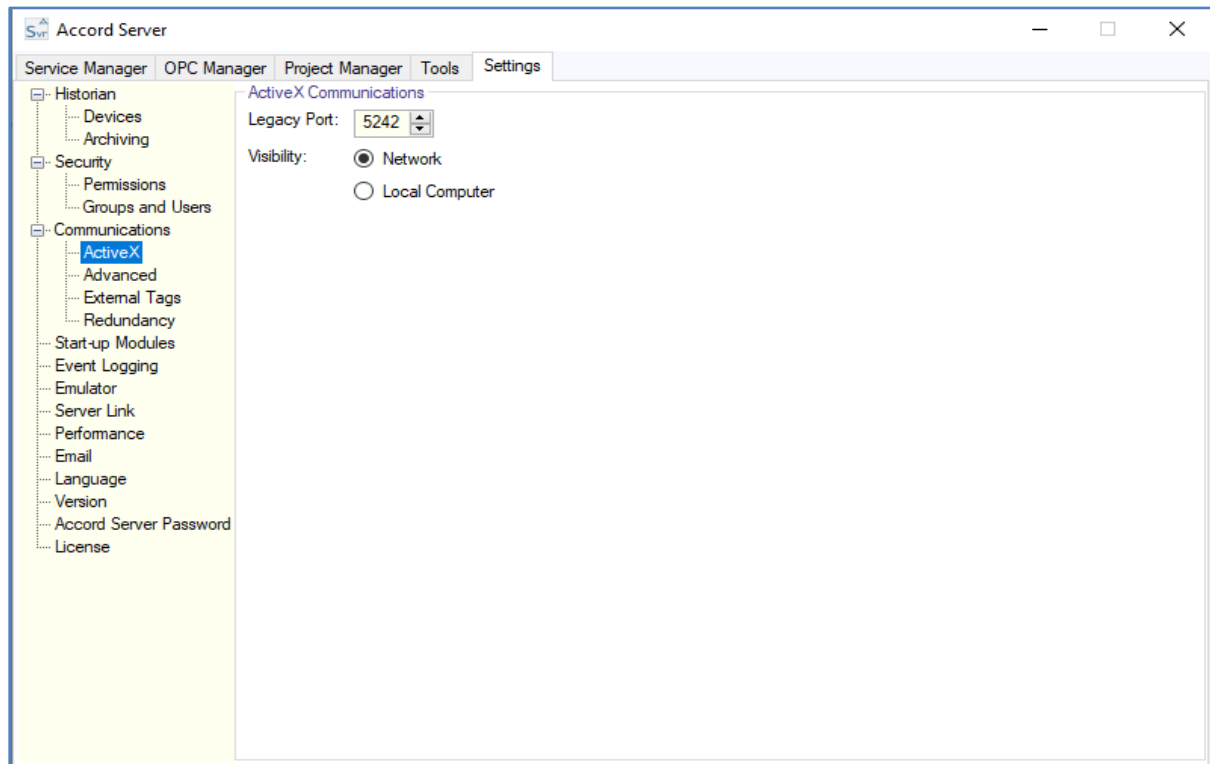 Svr Accord Server
Service Manager OPC Manager Project Manager Tools Settings
Historian
Devices
Archiving
Security
Permissions
Groups and Users
Communications
ActiveX
Advanced
External Tags
Redundancy
Start-up Modules
Event Logging
Emulator
Server Link
Performance
Email
Language
Version
Accord Server Password
License
ActiveX Communications
Legacy Port: 5242
Visibility: Network
Local Computer